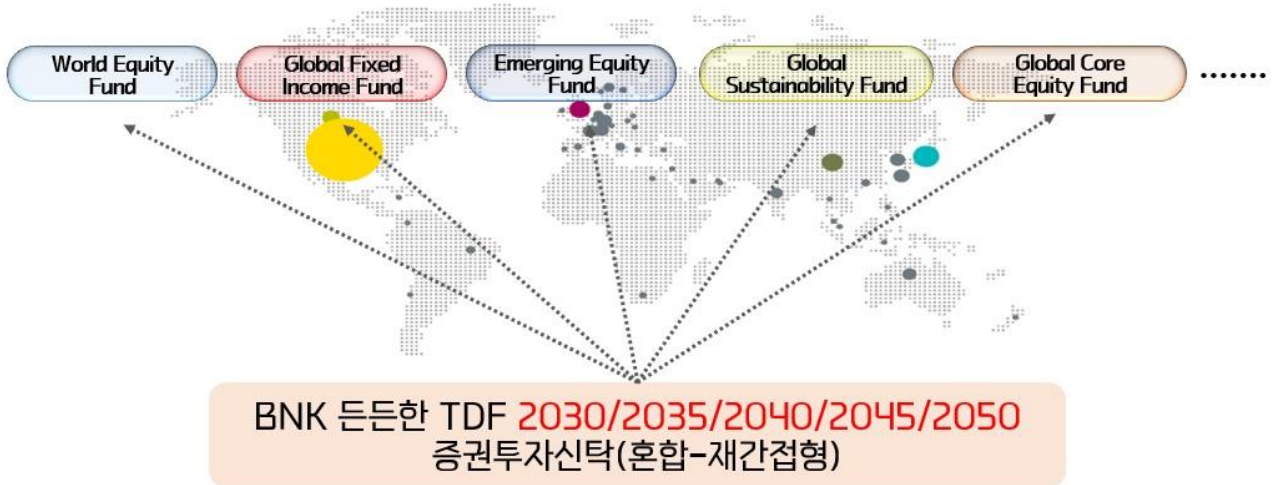 World Equity
Fund
Global Fixed
Income Fund
Emerging Equity
Fund
Global
Sustainability Fund
Global Core
Equity Fund
·······
BNK 든든한 TDF 2030/2035/2040/2045/2050
증권투자신탁(혼합-재간접형)